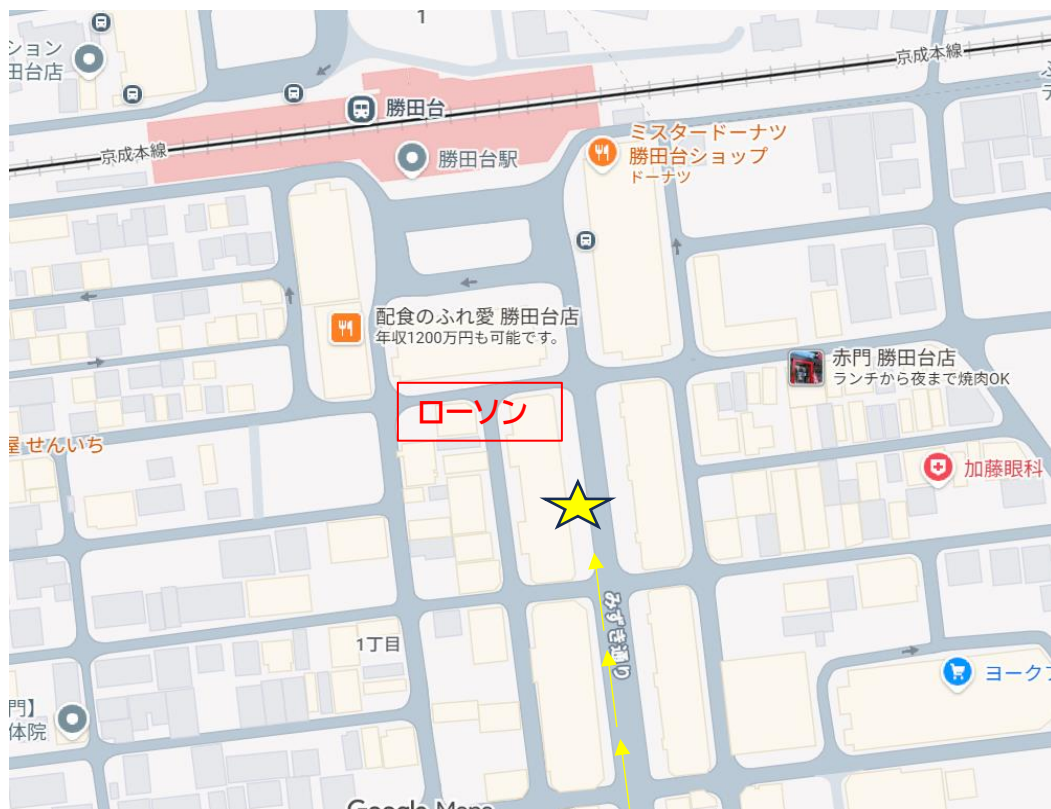 1
ション
田台店
京成本線
勝田台
勝田台駅
京成本線
ミスタードーナツ
勝田台ショップ
ドーナツ
配食のふれ愛 勝田台店
年収1200万円も可能です。
赤門 勝田台店
ランチから夜まで焼肉OK
ローソン
屋 せんいち
加藤眼科
みずき通り
1丁目
ヨークフ
門】
体院
Google Maps